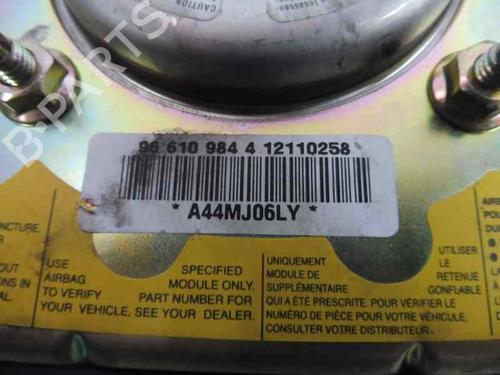 CAUTION
96 610 984 4 12110258
* A44MJ06LY *
USE
AIRBAG
TO VERIFY
YOUR VEHICLE, SEE YOUR DEALER.
SPECIFIED
MODULE ONLY.
PART NUMBER FOR
UNIQUEMENT
MODULE DE
SUPPLÉMENTAIRE
QUI A ÉTÉ PRESCRITE. POUR VÉRIFIER LE
NUMÉRO DE PIÈCE POUR VOTRE VÉHICULE,
CONSULTER VOTRE DISTRIBUTEUR.
UTILISER
LE
RETENUE
GONFLABLE
B-PARTS